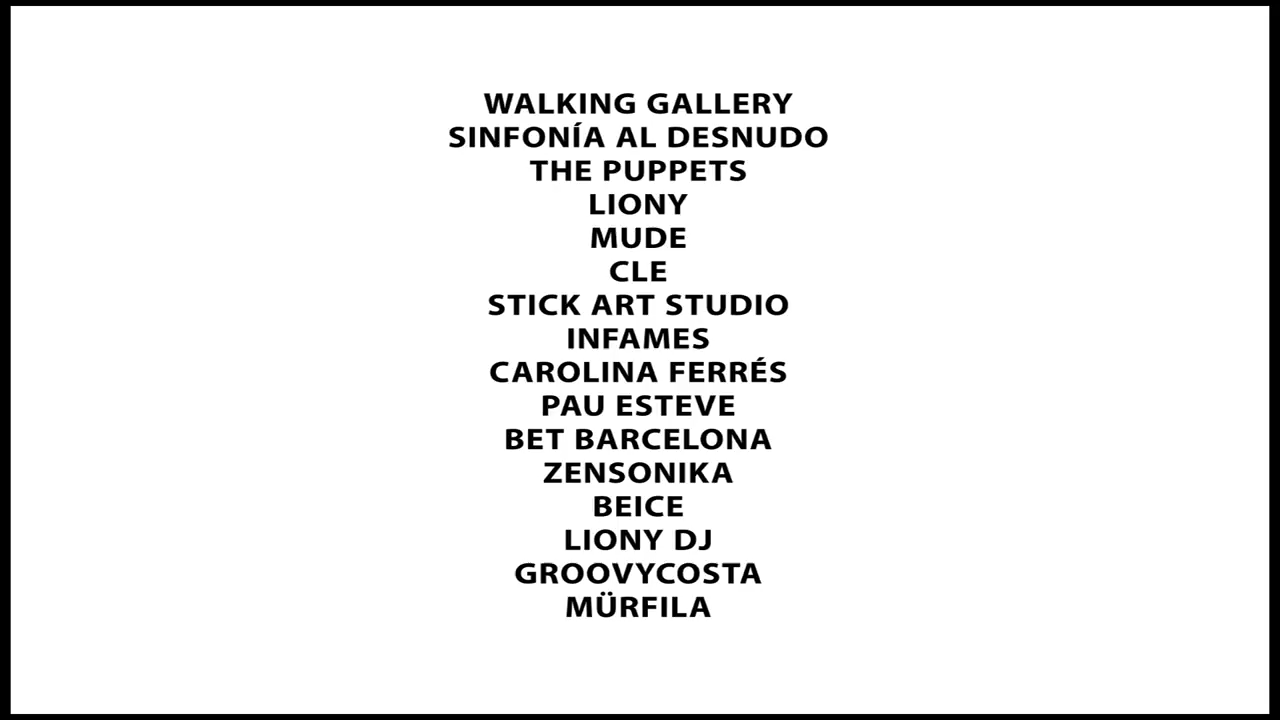 WALKING GALLERY
SINFONÍA AL DESNUDO
THE PUPPETS
LIONY
MUDE
CLE
STICK ART STUDIO
INFAMES
CAROLINA FERRÉS
PAU ESTEVE
BET BARCELONA
ZENSONIKA
BEICE
LIONY DJ
GROOVYCOSTA
MÜRFILA